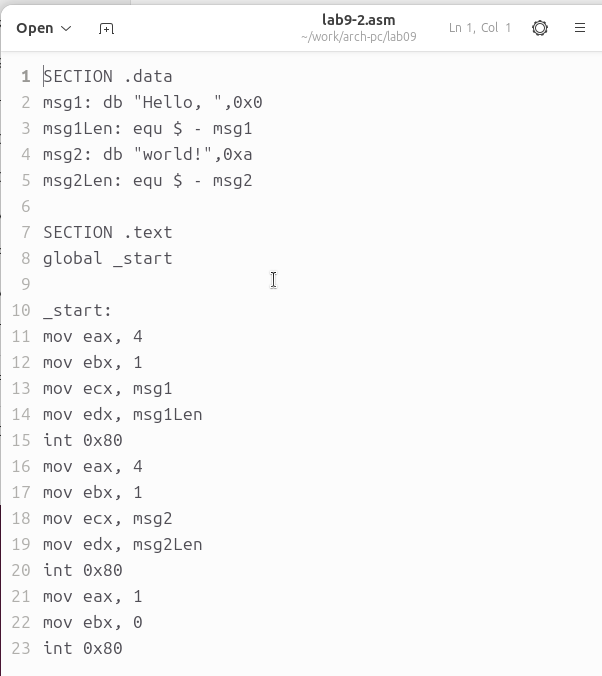 Open
lab9-2.asm
~/work/arch-pc/lab09
Ln 1, Col 1
1 SECTION .data
2 msg1: db "Hello, ",0x0
3 msg1Len: equ $ - msg1
4 msg2: db "world!",0xa
5 msg2Len: equ $ - msg2
6
7 SECTION .text
8 global _start
9
10 _start:
11 mov eax, 4
12 mov ebx, 1
13 mov ecx, msg1
14 mov edx, msg1Len
15 int 0x80
16 mov eax, 4
17 mov ebx, 1
18 mov ecx, msg2
19 mov edx, msg2Len
20 int 0x80
21 mov eax, 1
22 mov ebx, 0
23 int 0x80